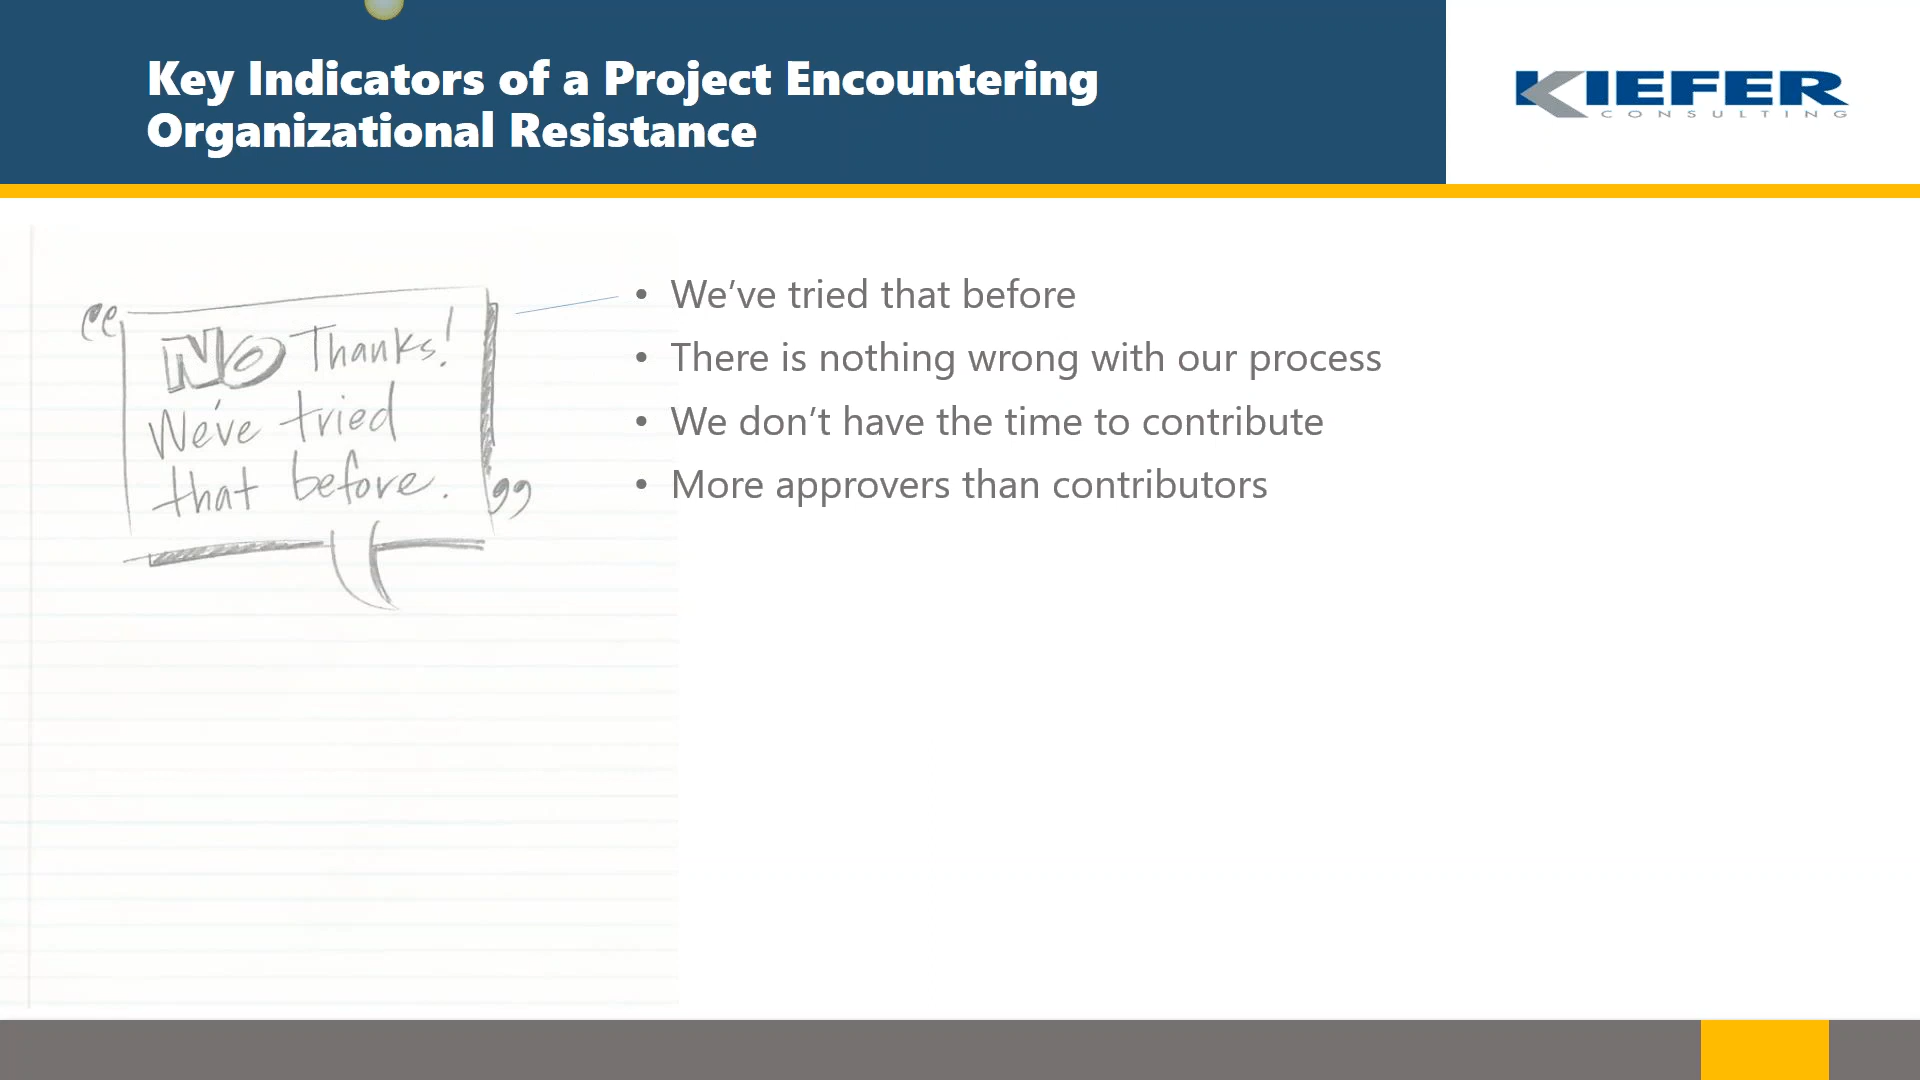 Key Indicators of a Project Encountering
Organizational Resistance
KIEFER
CONSULTING
“
NO Thanks!
We've tried
that before.
”
• We’ve tried that before
• There is nothing wrong with our process
• We don’t have the time to contribute
• More approvers than contributors